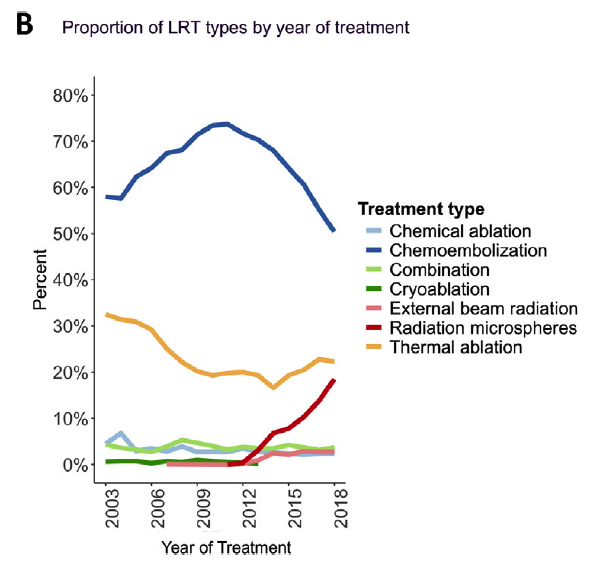 B Proportion of LRT types by year of treatment
80%
70%
60%
50%
40%
30%
20%
10%
0%
Percent
2003 2006 2009 2012 2015 2018
Year of Treatment
Treatment type
Chemical ablation
Chemoembolization
Combination
Cryoablation
External beam radiation
Radiation microspheres
Thermal ablation